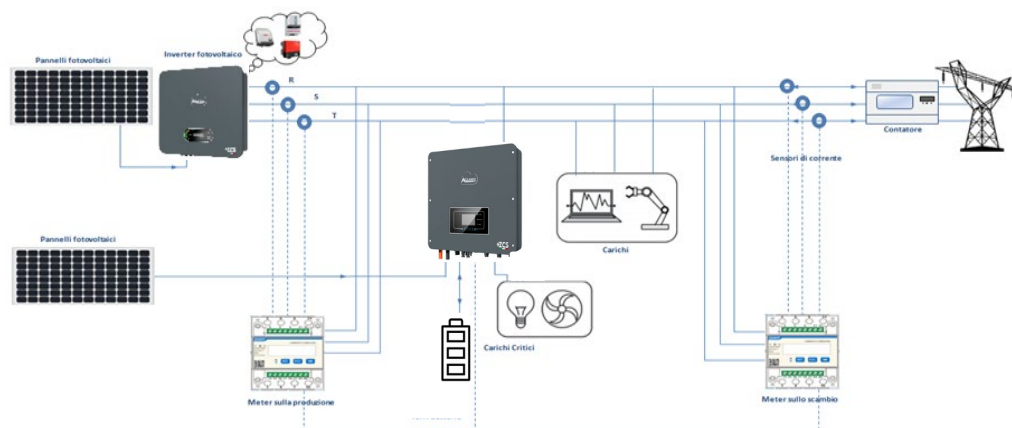 Inverter fotovoltaico
Pannelli fotovoltaici
R
S
T
Contatore
Sensori di corrente
Pannelli fotovoltaici
Carichi
Carichi Critici
Meter sulla produzione
Meter sullo scambio